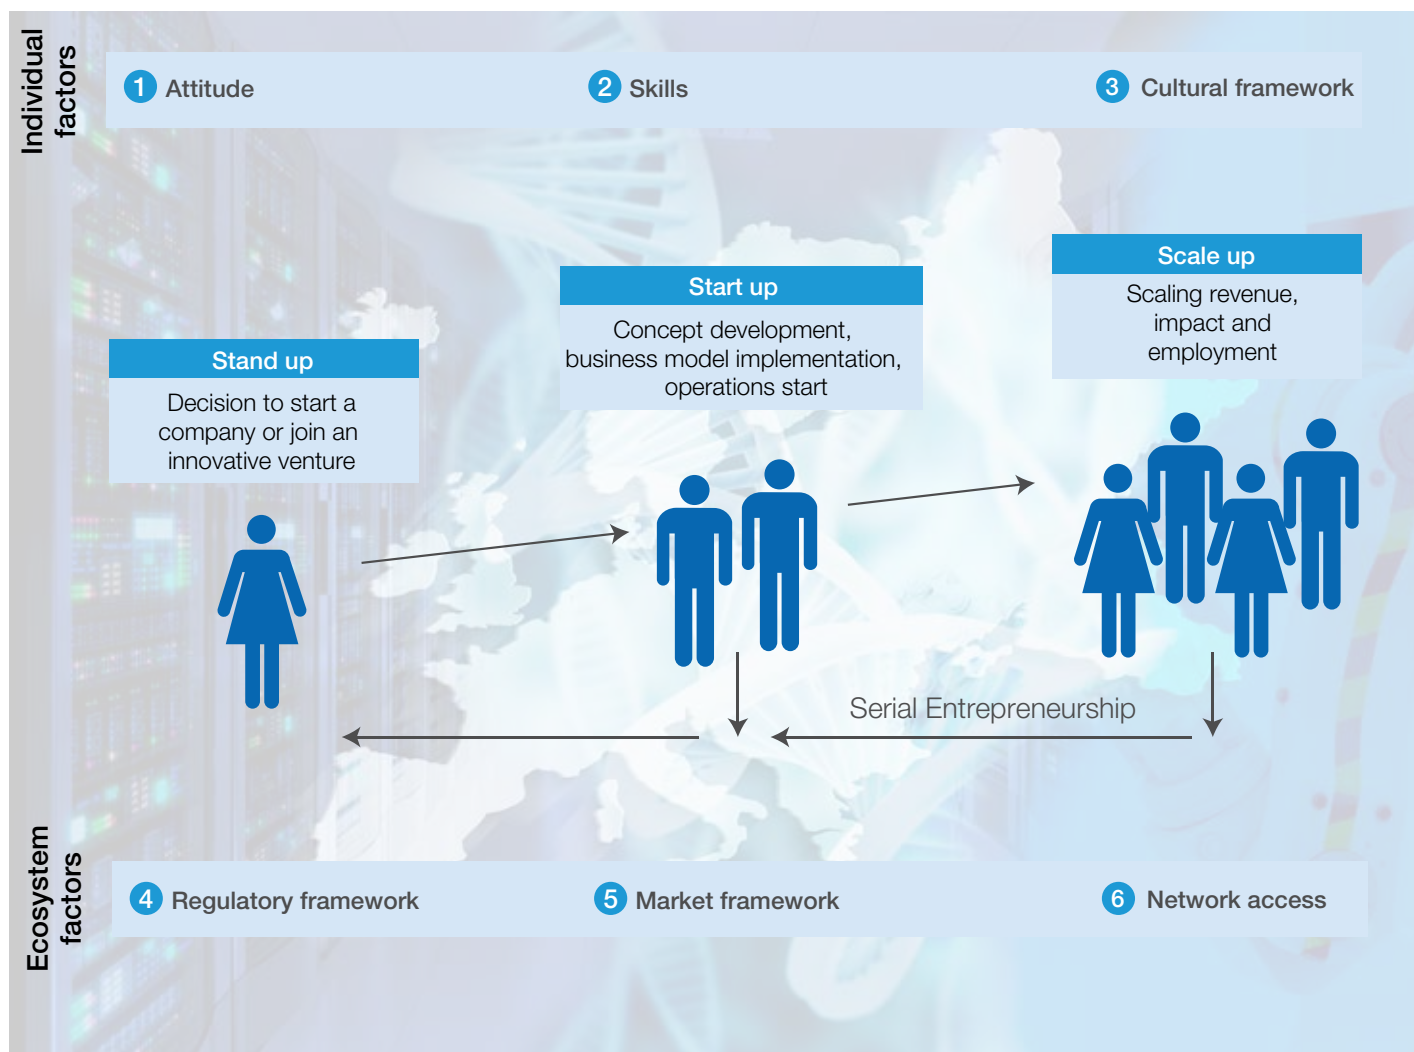 Individual
factors
1 Attitude
2 Skills
3 Cultural framework
Stand up
Decision to start a
company or join an
innovative venture
Start up
Concept development,
business model implementation,
operations start
Scale up
Scaling revenue,
impact and
employment
Serial Entrepreneurship
Ecosystem
factors
4 Regulatory framework
5 Market framework
6 Network access